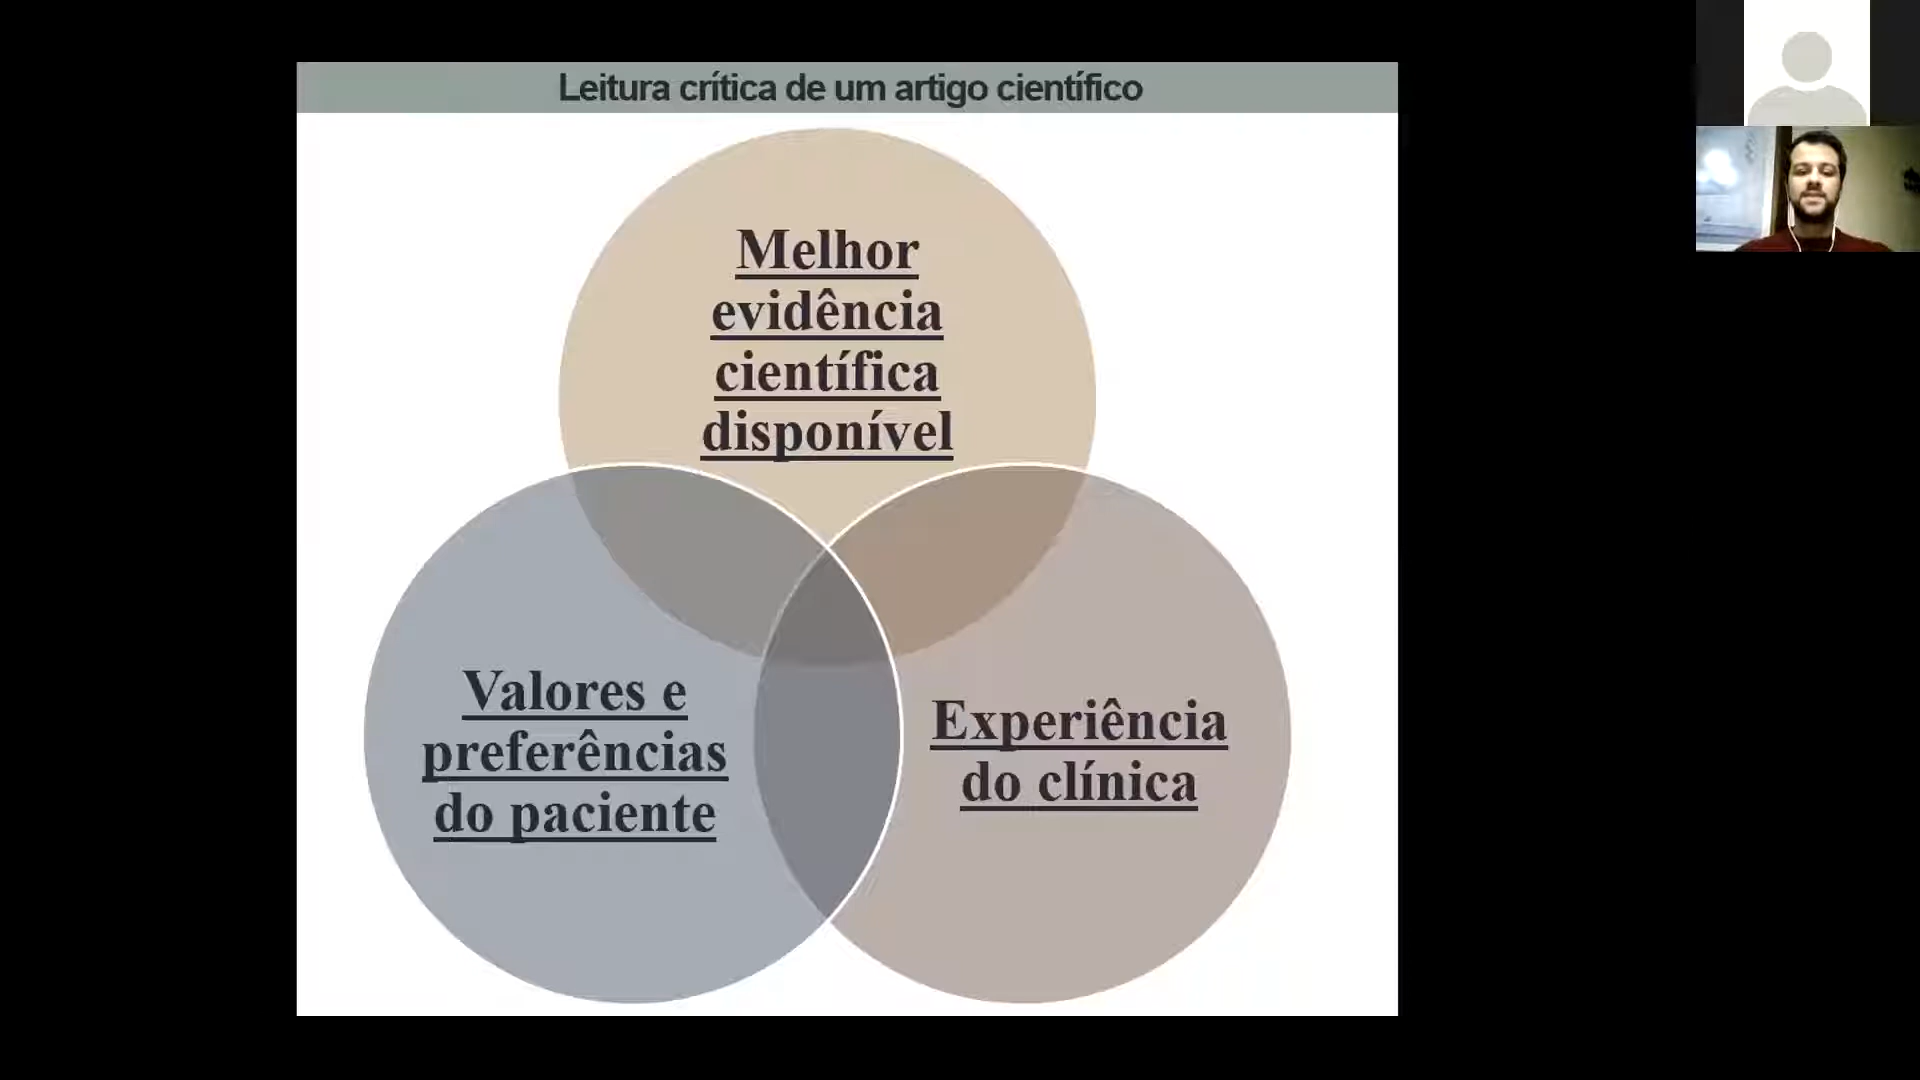 Leitura crítica de um artigo científico
Melhor
evidência
científica
disponível
Valores e
preferências
do paciente
Experiência
do clínica